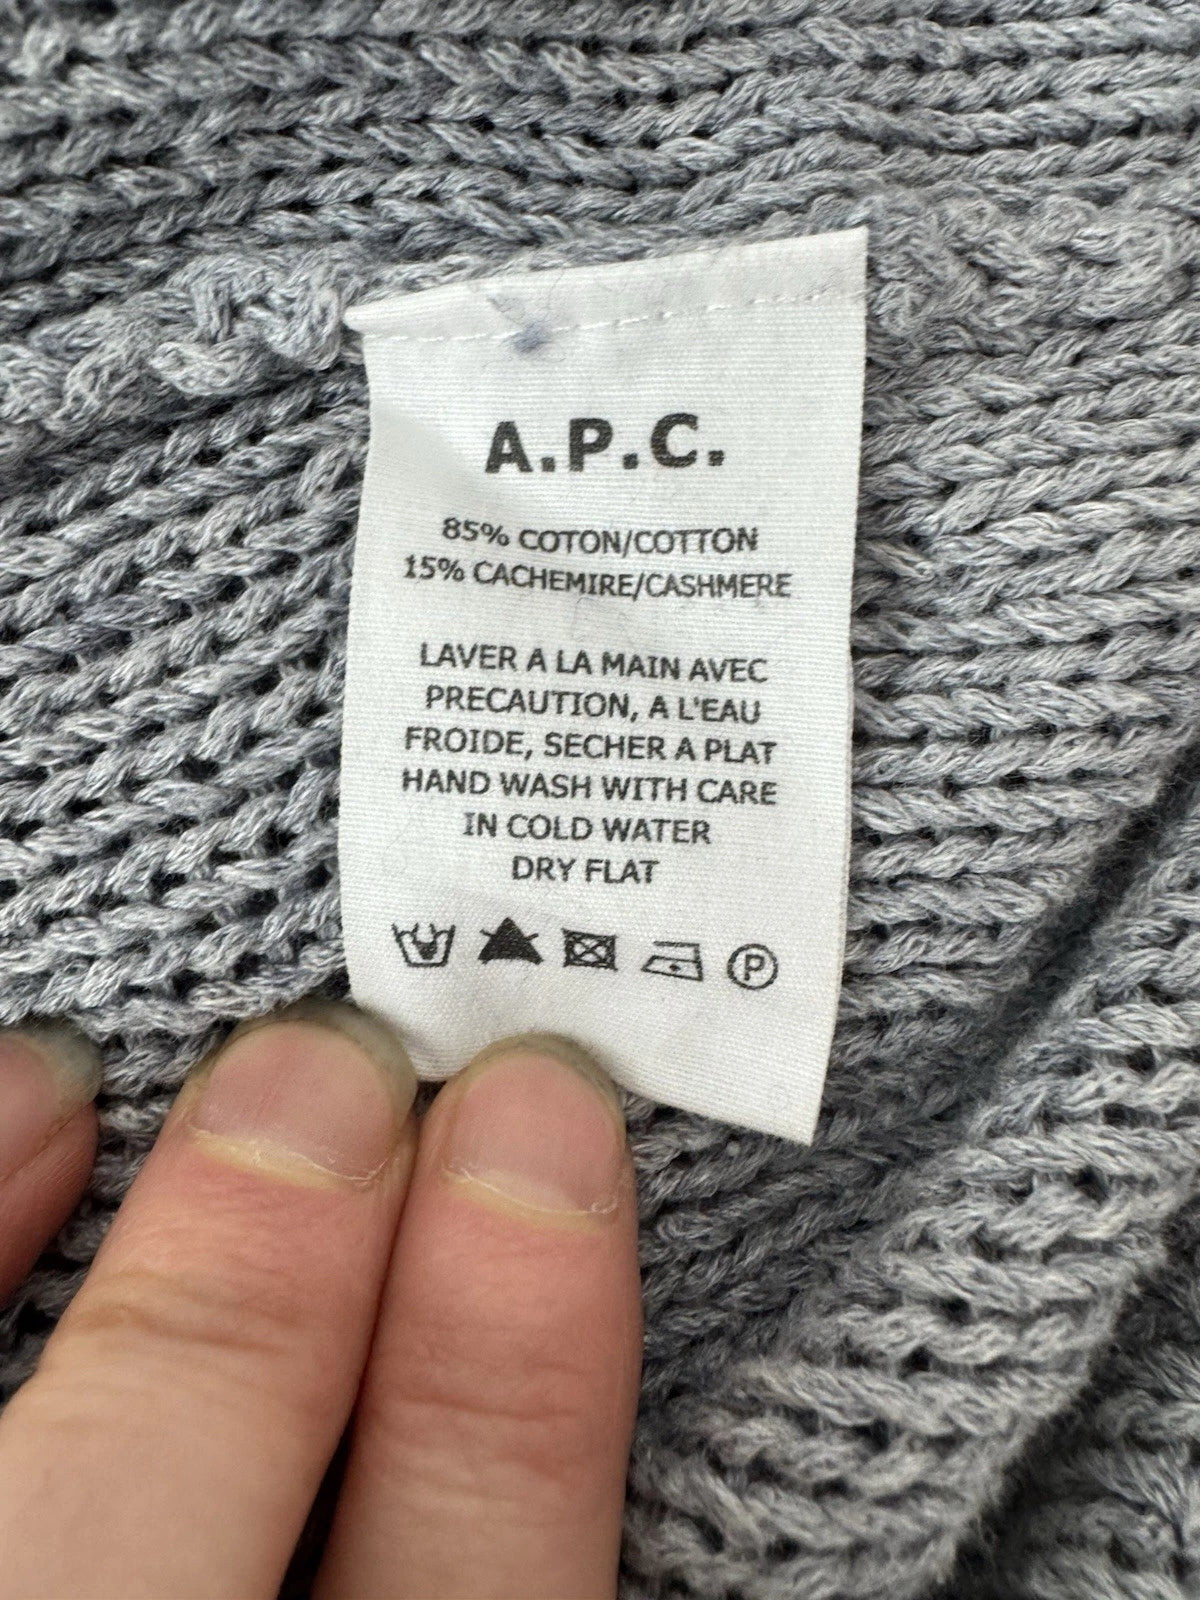 A.P.C.
85% COTON/COTTON
15% CACHEMIRE/CASHMERE
LAVER A LA MAIN AVEC
PRECAUTION, A L'EAU
FROIDE, SECHER A PLAT
HAND WASH WITH CARE
IN COLD WATER
DRY FLAT
P